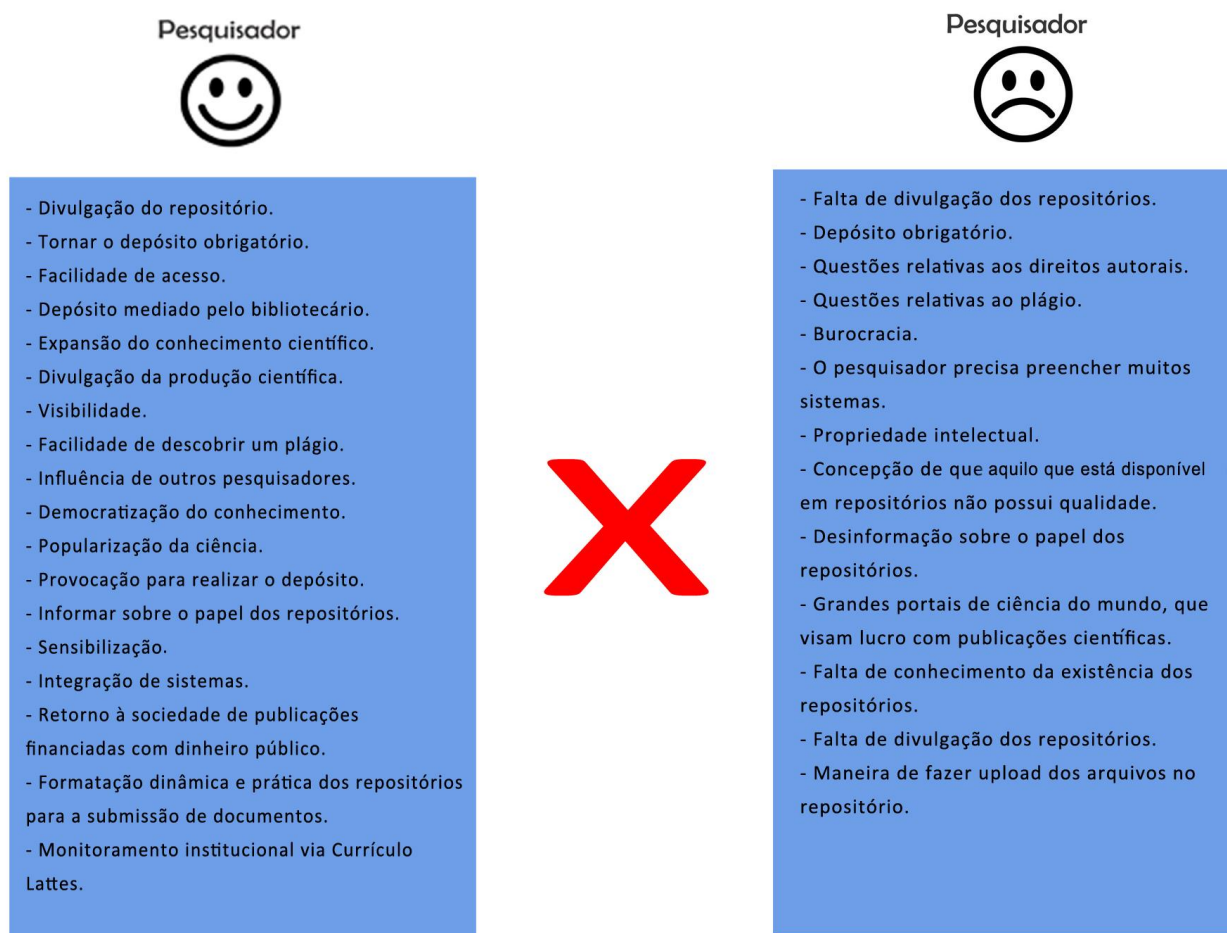 Pesquisador
- Divulgação do repositório.
- Tornar o depósito obrigatório.
- Facilidade de acesso.
- Depósito mediado pelo bibliotecário.
- Expansão do conhecimento científico.
- Divulgação da produção científica.
- Visibilidade.
- Facilidade de descobrir um plágio.
- Influência de outros pesquisadores.
- Democratização do conhecimento.
- Popularização da ciência.
- Provocação para realizar o depósito.
- Informar sobre o papel dos repositórios.
- Sensibilização.
- Integração de sistemas.
- Retorno à sociedade de publicações
financiadas com dinheiro público.
- Formatação dinâmica e prática dos repositórios
para a submissão de documentos.
- Monitoramento institucional via Currículo
Lattes.
X
Pesquisador
- Falta de divulgação dos repositórios.
- Depósito obrigatório.
- Questões relativas aos direitos autorais.
- Questões relativas ao plágio.
- Burocracia.
- O pesquisador precisa preencher muitos
sistemas.
- Propriedade intelectual.
- Concepção de que aquilo que está disponível
em repositórios não possui qualidade.
- Desinformação sobre o papel dos
repositórios.
- Grandes portais de ciência do mundo, que
visam lucro com publicações científicas.
- Falta de conhecimento da existência dos
repositórios.
- Falta de divulgação dos repositórios.
- Maneira de fazer upload dos arquivos no
repositório.